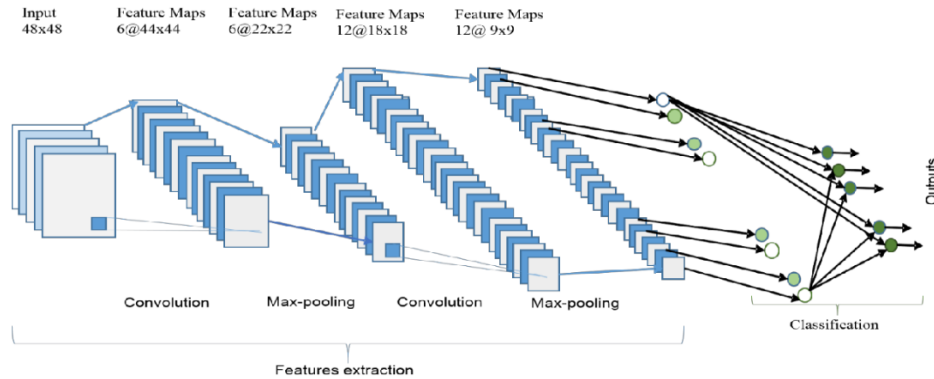 Input
48x48
Feature Maps
6@44x44
Feature Maps
6@22x22
Feature Maps
12@18x18
Feature Maps
12@ 9x9
Convolution
Max-pooling
Convolution
Max-pooling
Outputs
Classification
Features extraction